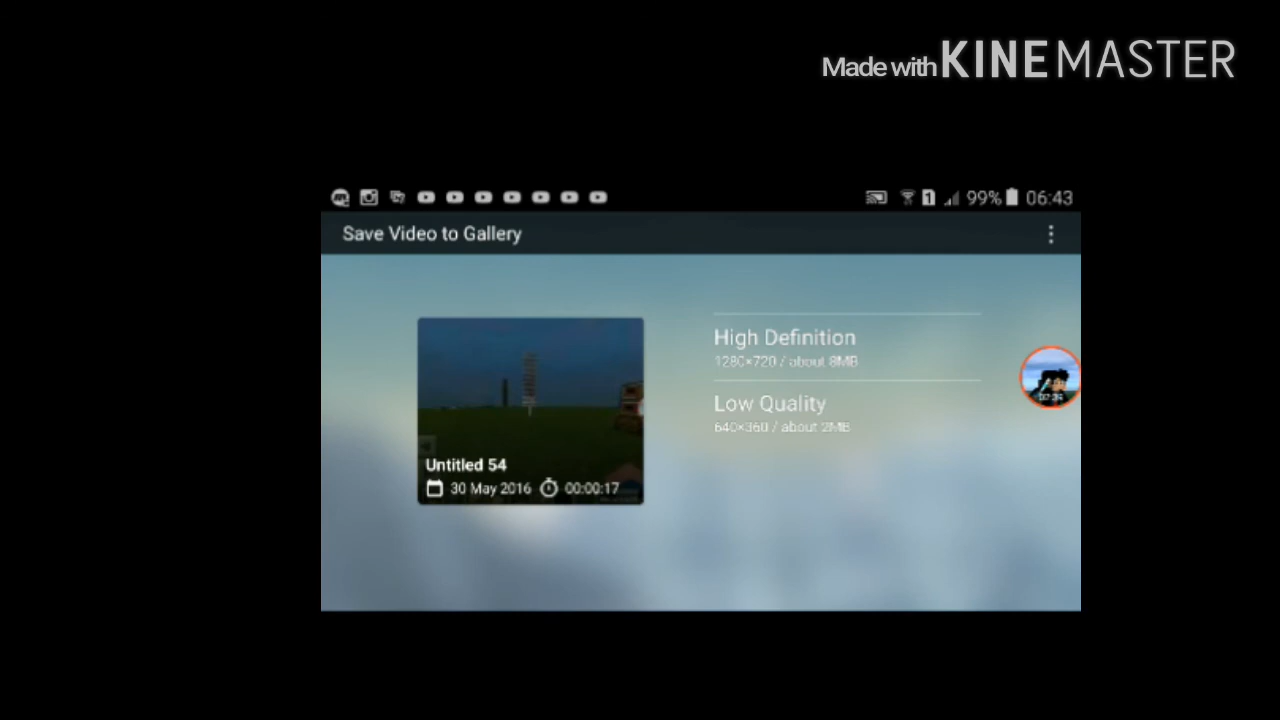 Made with KINEMASTER
1 99% 06:43
Save Video to Gallery
High Definition
1280×720 / about 8MB
Low Quality
640×360 / about 2MB
Untitled 54
30 May 2016 00:00:17